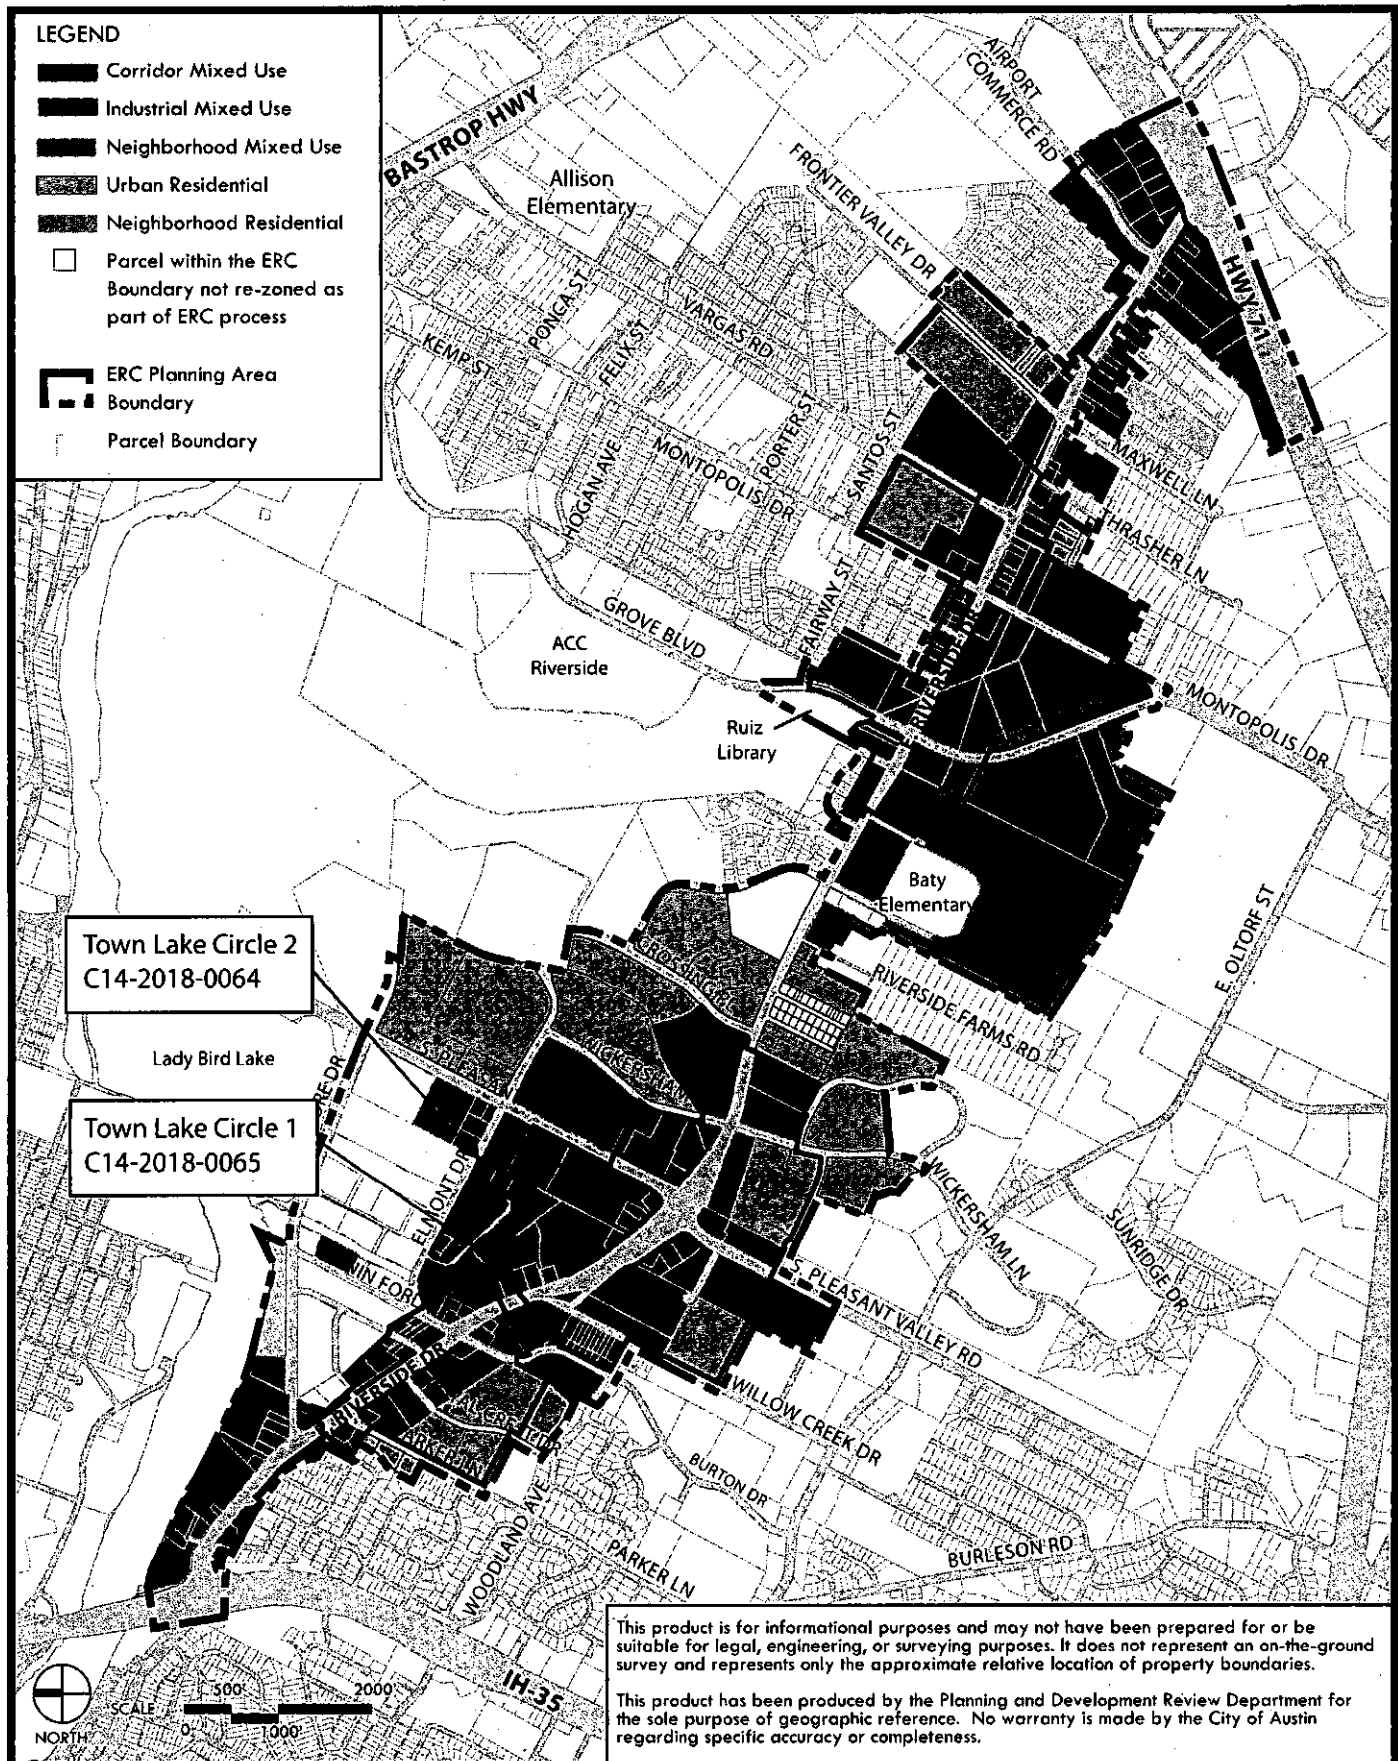 LEGEND
Corridor Mixed Use
Industrial Mixed Use
Neighborhood Mixed Use
Urban Residential
Neighborhood Residential
Parcel within the ERC
Boundary not re-zoned as
part of ERC process
ERC Planning Area
Boundary
Parcel Boundary
BASTROP HWY
AIRPORT
COMMERCE RD
Allison
Elementary
FRONTIER VALLEY DR
HWY 71
PONCA ST
VARGAS RD
FELIX ST
KEMP S
PORTER ST
SANTOS ST
MONTOPOLIS DR
HOGAN AVE
MAXWELL LN
THRASHER LN
FAIRWAY ST
GROVE BLVD
ACC
Riverside
E. RIVERSIDE DR
MONTOPOLIS DR
Ruiz
Library
Baty
Elementary
E. OLTORF ST
CROSSING
RIVERSIDE FARMS RD
Town Lake Circle 2
C14-2018-0064
Lady Bird Lake
RE DR
WICKERSHAM
Town Lake Circle 1
C14-2018-0065
ELMONT DR
WICKERSHAM LN
SUNRIDGE DR
S. PLEASANT VALLEY RD
RIVERSIDE DR
WILLOW CREEK DR
PARKER LN
BURTON DR
WOODLAND AVE
PARKER LN
BURLESON RD
IH-35
NORTH
SCALE
500
2000
0
1000
This product is for informational purposes and may not have been prepared for or be
suitable for legal, engineering, or surveying purposes. It does not represent an on-the-ground
survey and represents only the approximate relative location of property boundaries.
This product has been produced by the Planning and Development Review Department for
the sole purpose of geographic reference. No warranty is made by the City of Austin
regarding specific accuracy or completeness.